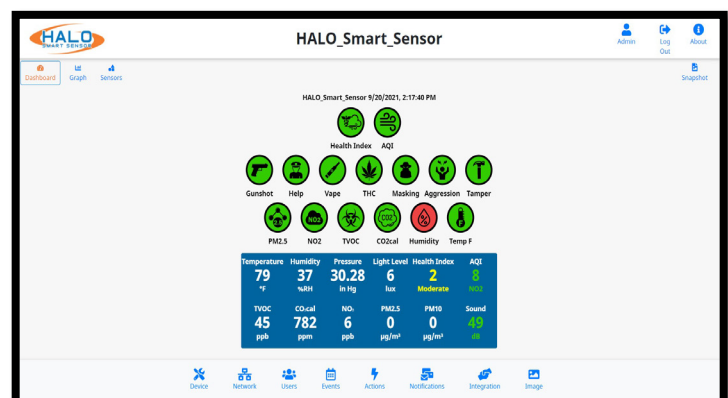 HALO
SMART SENSOR
HALO_Smart_Sensor
Admin
Log
Out
About
Dashboard
Graph
Sensors
Snapshot
HALO_Smart_Sensor 9/20/2021, 2:17:40 PM
Health Index AQI
Gunshot Help Vape THC Masking Aggression Tamper
2.5 NO2 CO2
PM2.5 NO2 TVOC CO2cal Humidity Temp F
Temperature Humidity Pressure Light Level Health Index AQI
79 37 30.28 6 2 8
°F %RH in Hg lux Moderate NO2
TVOC CO₂cal NO₂ PM2.5 PM10 Sound
45 782 6 0 0 49
ppb ppm ppb µg/m³ µg/m³ dB
Device Network Users Events Actions Notifications Integration Image